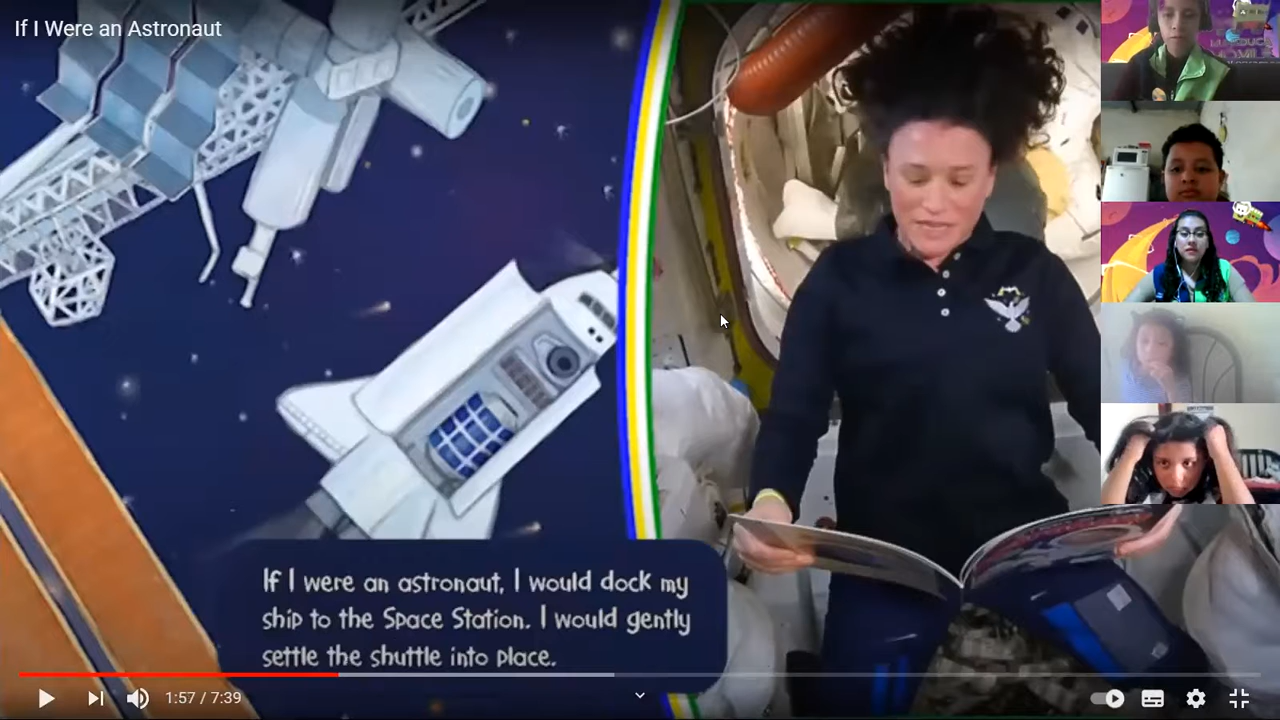 If I Were an Astronaut
If I were an astronaut, I would dock my
ship to the Space Station. I would gently
settle the shuttle into place.
1:57 / 7:39